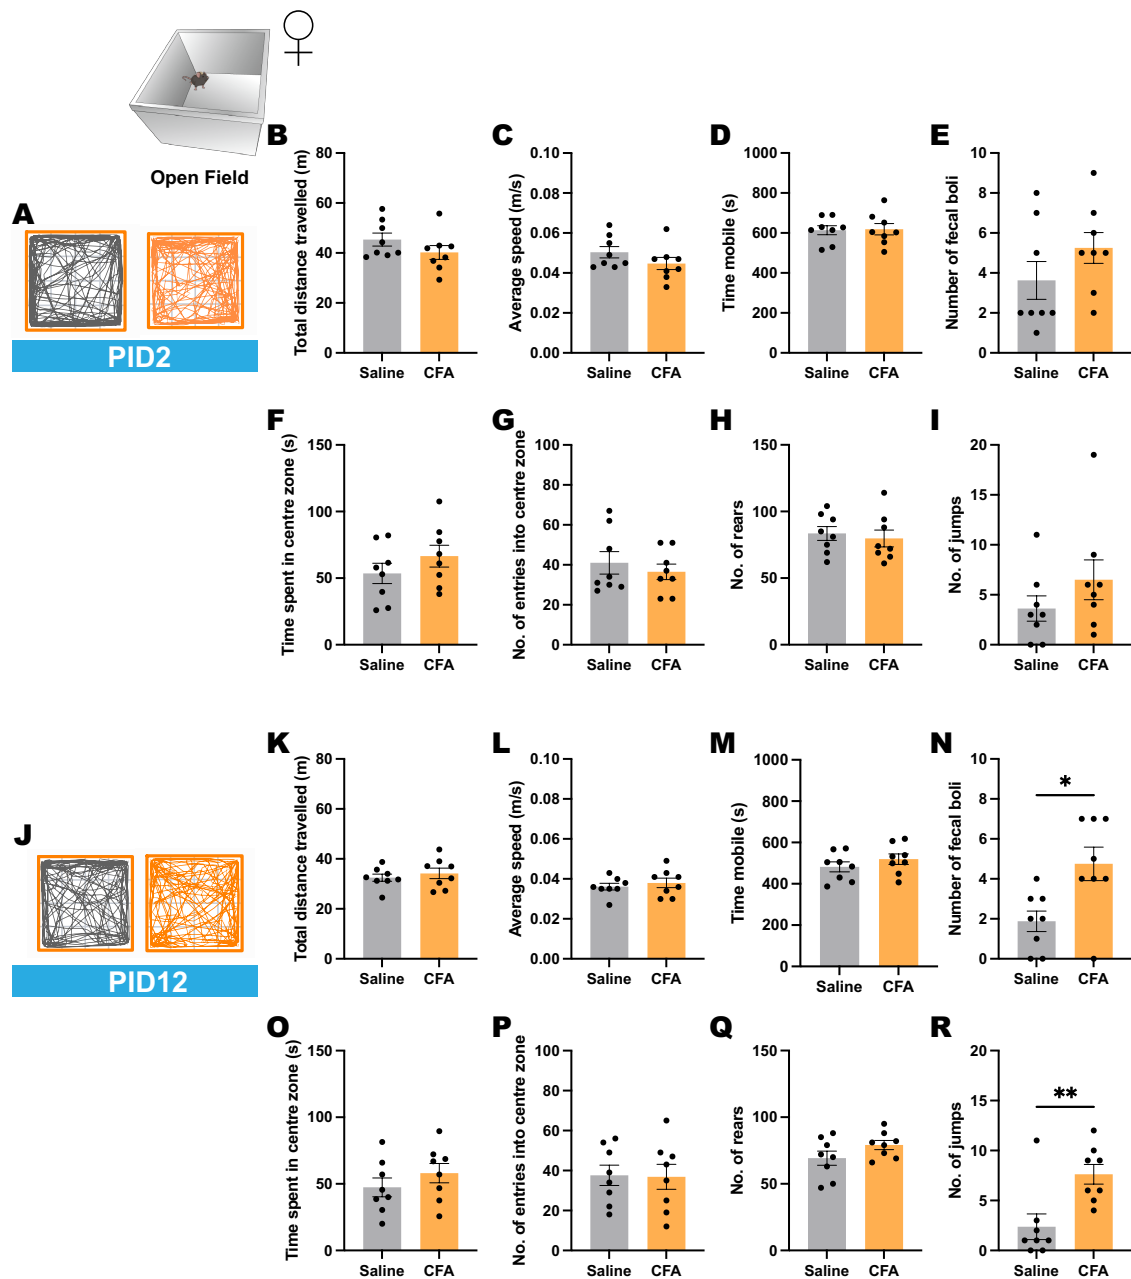 ♀
Open Field
A
PID2
B
Total distance travelled (m)
80
60
40
20
0
Saline CFA
C
Average speed (m/s)
0.10
0.08
0.06
0.04
0.02
0.00
Saline CFA
D
Time mobile (s)
1000
800
600
400
200
0
Saline CFA
E
Number of fecal boli
10
8
6
4
2
0
Saline CFA
F
Time spent in centre zone (s)
150
100
50
0
Saline CFA
G
No. of entries into centre zone
100
80
60
40
20
0
Saline CFA
H
No. of rears
150
100
50
0
Saline CFA
I
No. of jumps
20
15
10
5
0
Saline CFA
J
PID12
K
Total distance travelled (m)
80
60
40
20
0
Saline CFA
L
Average speed (m/s)
0.10
0.08
0.06
0.04
0.02
0.00
Saline CFA
M
Time mobile (s)
1000
800
600
400
200
0
Saline CFA
N
Number of fecal boli
10
8
6
4
2
0
*
Saline CFA
O
Time spent in centre zone (s)
150
100
50
0
Saline CFA
P
No. of entries into centre zone
100
80
60
40
20
0
Saline CFA
Q
No. of rears
150
100
50
0
Saline CFA
R
No. of jumps
20
15
10
5
0
**
Saline CFA